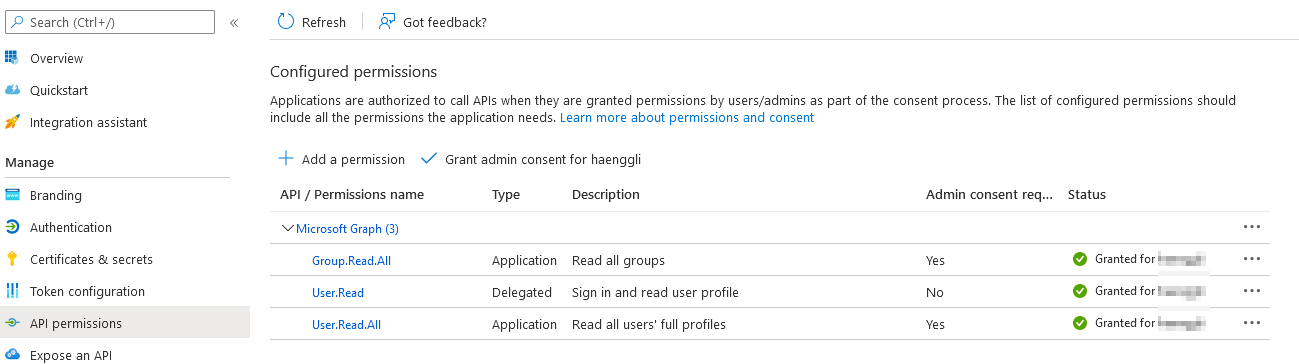 Search (Ctrl+/)
«
Refresh
Got feedback?
Overview
Quickstart
Integration assistant
Manage
Branding
Authentication
Certificates & secrets
Token configuration
API permissions
Expose an API
Configured permissions
Applications are authorized to call APIs when they are granted permissions by users/admins as part of the consent process. The list of configured permissions should
include all the permissions the application needs. Learn more about permissions and consent
Add a permission
Grant admin consent for haenggli
API / Permissions name Type Description Admin consent req... Status
Microsoft Graph (3) ...
Group.Read.All Application Read all groups Yes Granted for ...
User.Read Delegated Sign in and read user profile No Granted for ...
User.Read.All Application Read all users' full profiles Yes Granted for ...